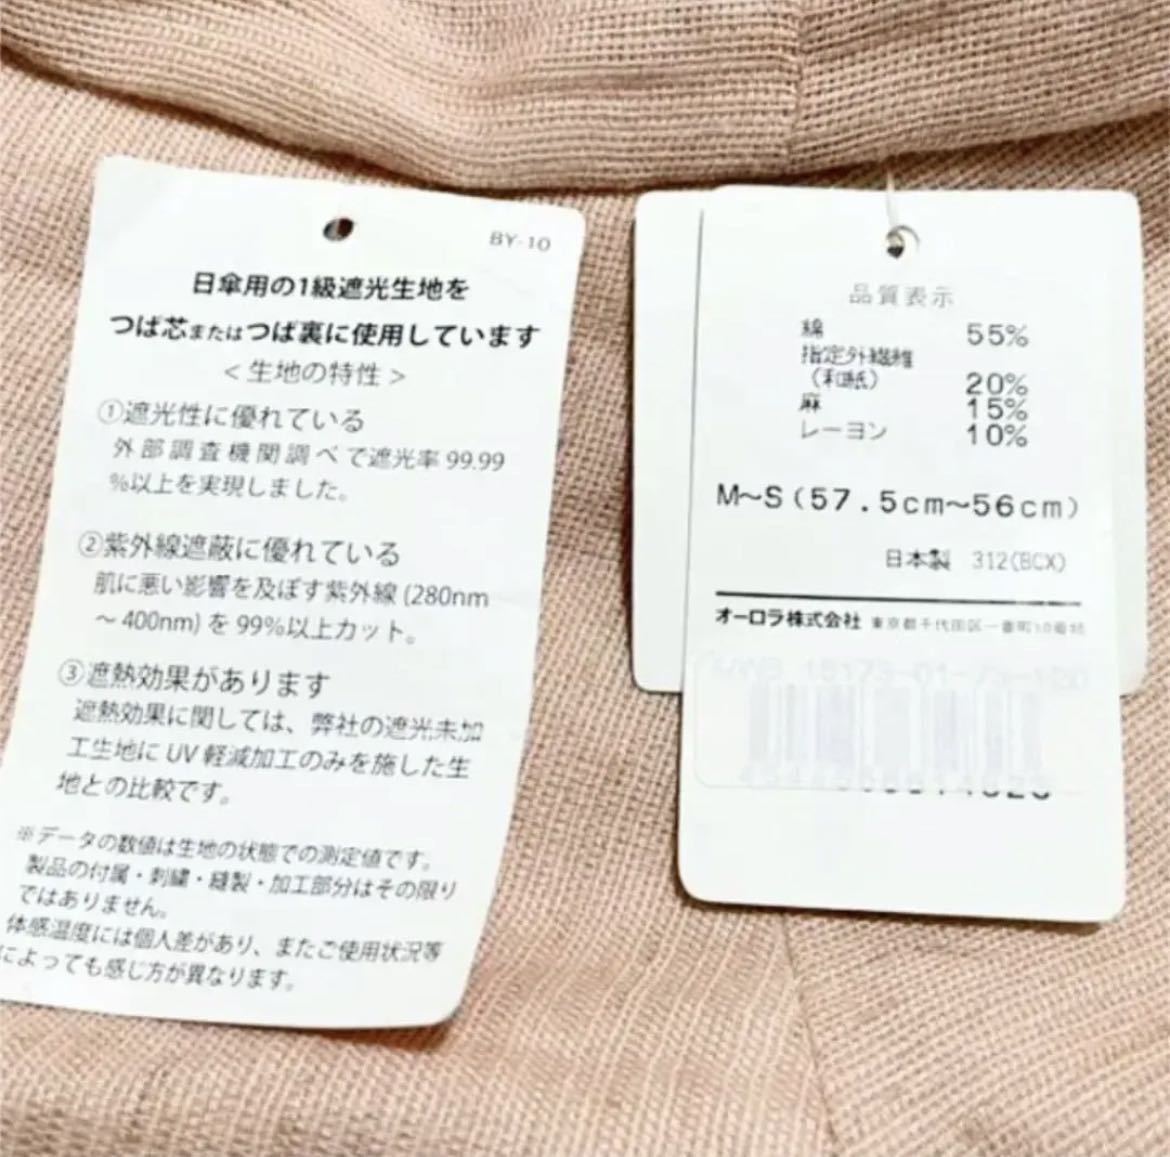 BY-10
日傘用の1級遮光生地を
つば芯またはつば裏に使用しています
＜生地の特性＞
①遮光性に優れている
外部調査機関調べで遮光率99.99
%以上を実現しました。
②紫外線遮蔽に優れている
肌に悪い影響を及ぼす紫外線(280nm
～400nm)を99%以上カット。
③遮熱効果があります
遮熱効果に関しては、弊社の遮光未加
工生地にUV軽減加工のみを施した生
地との比較です。
※データの数値は生地の状態での測定値です。
製品の付属・刺繍・縫製・加工部分はその限り
ではありません。
体感温度には個人差があり、またご使用状況等
によっても感じ方が異なります。
品質表示
綿 55%
指定外繊維
(和紙) 20%
麻 15%
レーヨン 10%
M～S(57.5cm～56cm)
日本製 312(BCX)
オーロラ株式会社 東京都千代田区一番町10番地